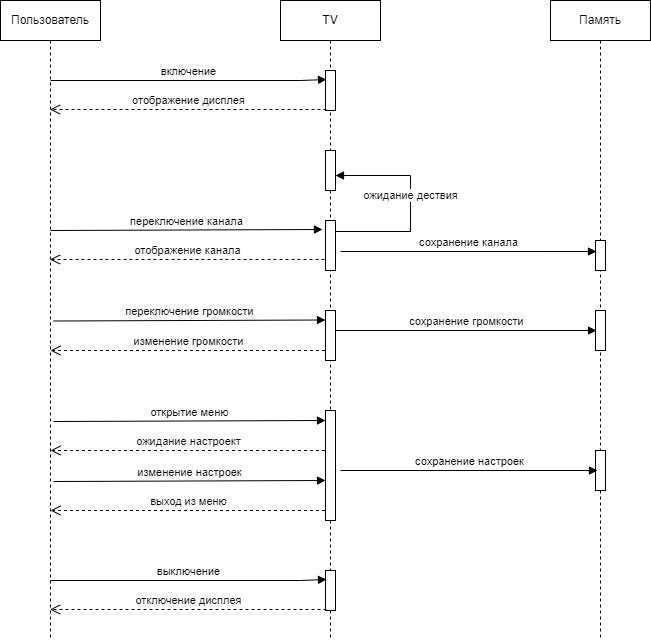 Пользователь
TV
Память
включение
отображение дисплея
ожидание дествия
переключение канала
отображение канала
сохранение канала
переключение громкости
сохранение громкости
изменение громкости
открытие меню
ожидание настроект
изменение настроек
сохранение настроек
выход из меню
выключение
отключение дисплея